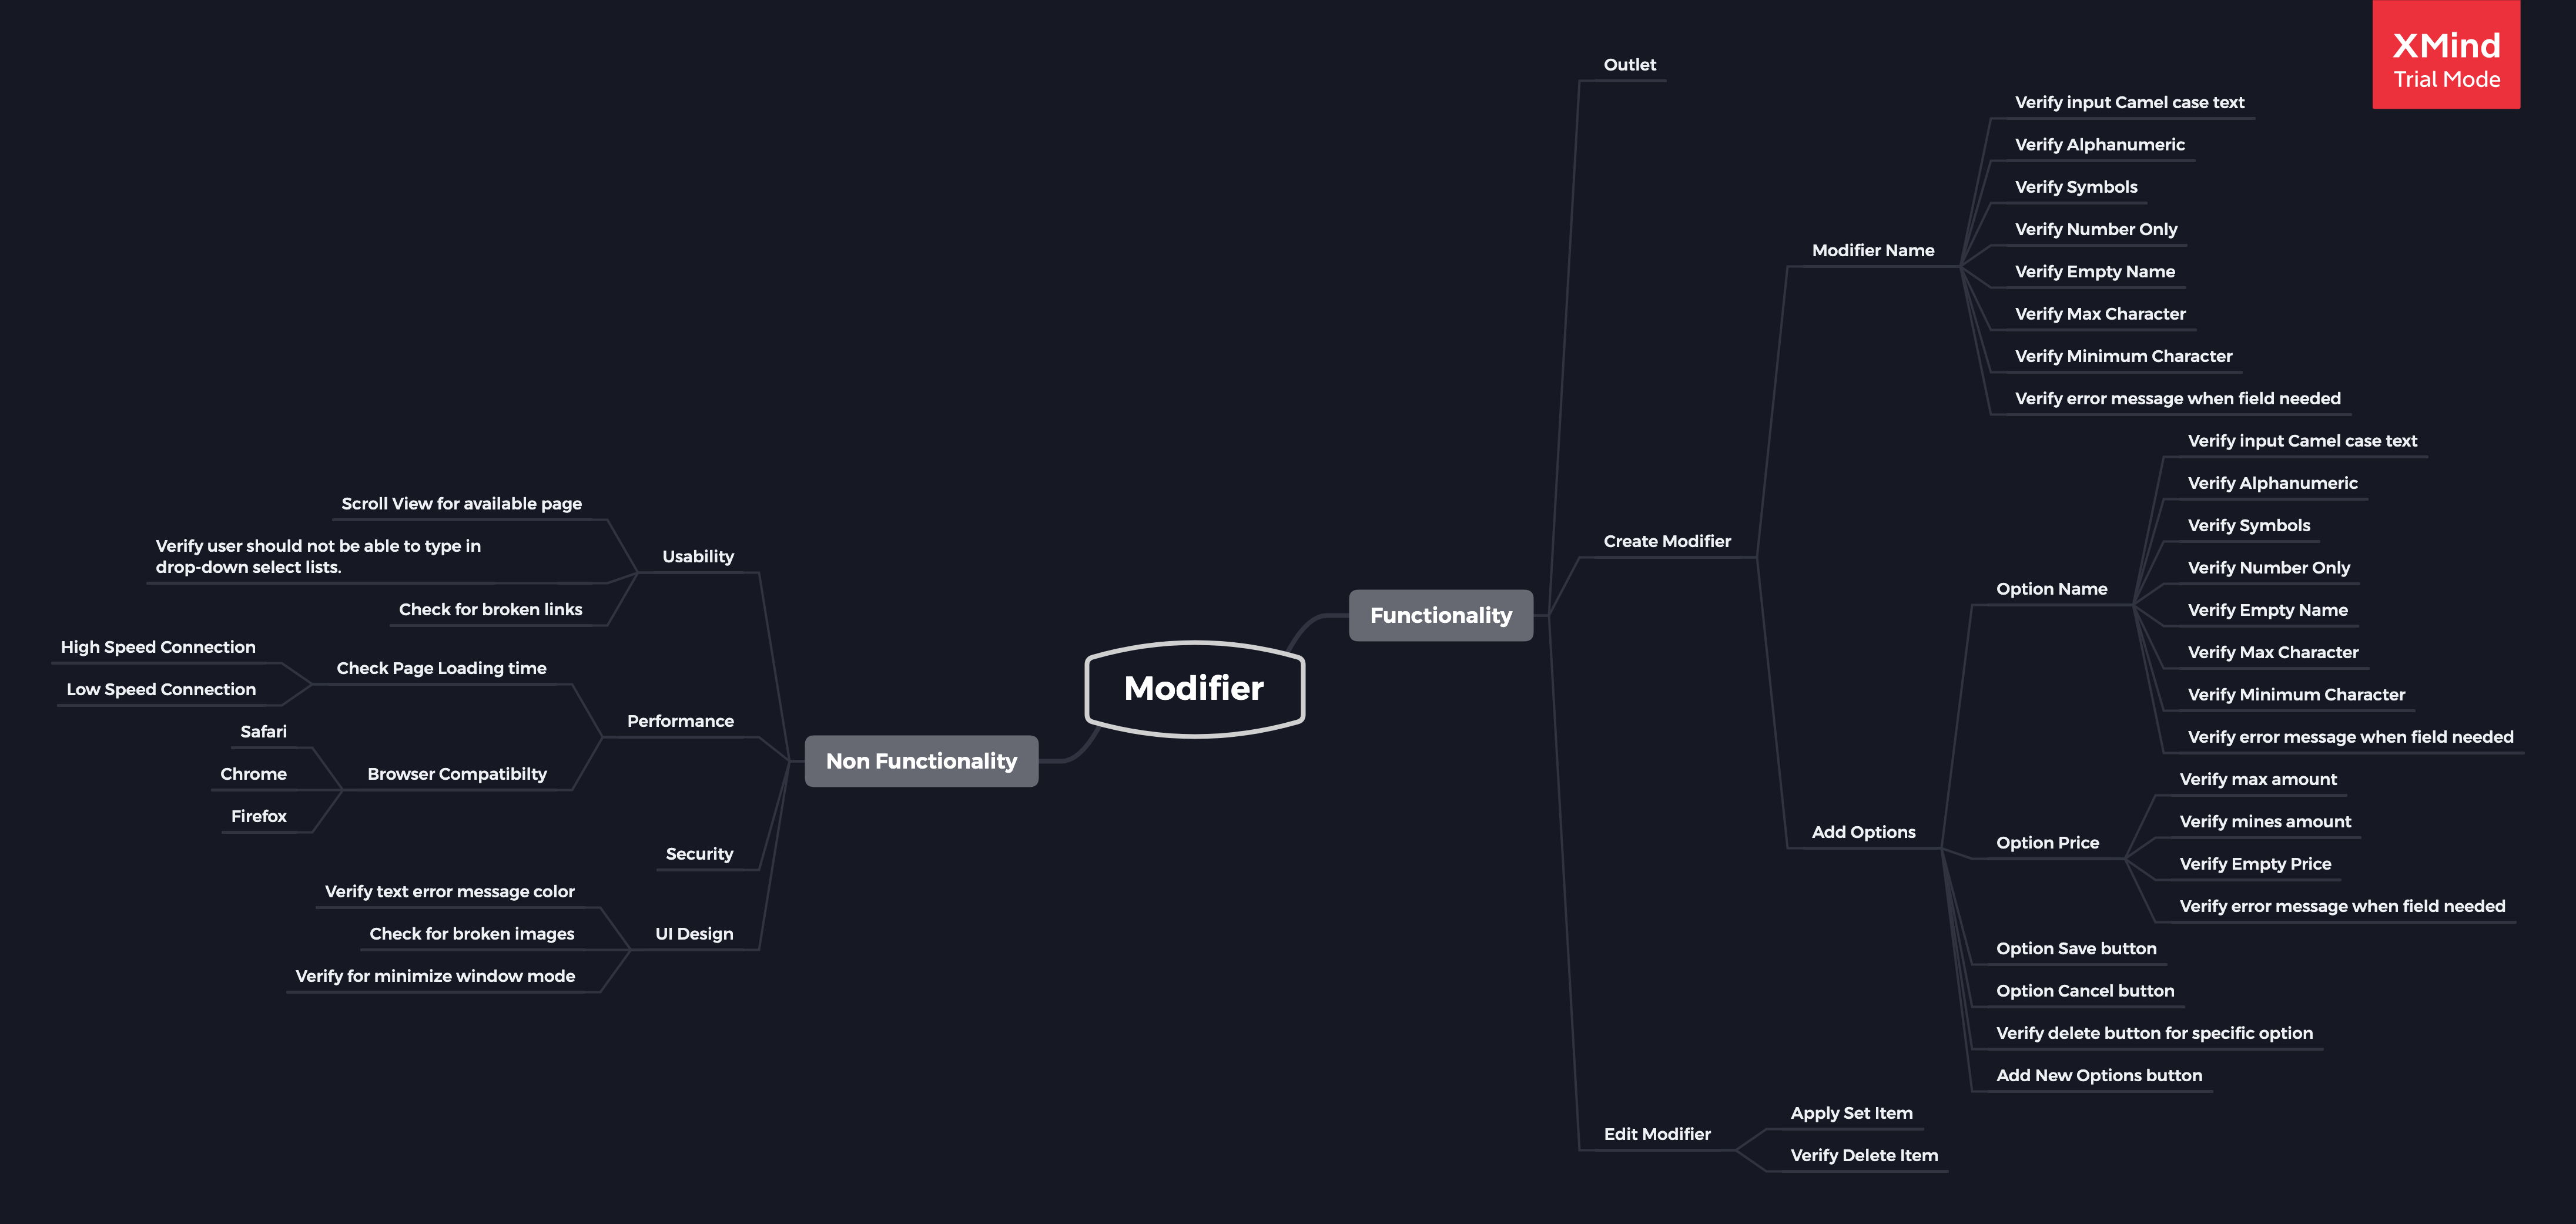 XMind
Trial Mode
Modifier
Functionality
Outlet
Create Modifier
Modifier Name
Verify input Camel case text
Verify Alphanumeric
Verify Symbols
Verify Number Only
Verify Empty Name
Verify Max Character
Verify Minimum Character
Verify error message when field needed
Add Options
Option Name
Verify input Camel case text
Verify Alphanumeric
Verify Symbols
Verify Number Only
Verify Empty Name
Verify Max Character
Verify Minimum Character
Verify error message when field needed
Option Price
Verify max amount
Verify mines amount
Verify Empty Price
Verify error message when field needed
Option Save button
Option Cancel button
Verify delete button for specific option
Add New Options button
Edit Modifier
Apply Set Item
Verify Delete Item
Non Functionality
Usability
Scroll View for available page
Verify user should not be able to type in
drop-down select lists.
Check for broken links
Performance
Check Page Loading time
High Speed Connection
Low Speed Connection
Browser Compatibilty
Safari
Chrome
Firefox
Security
UI Design
Verify text error message color
Check for broken images
Verify for minimize window mode